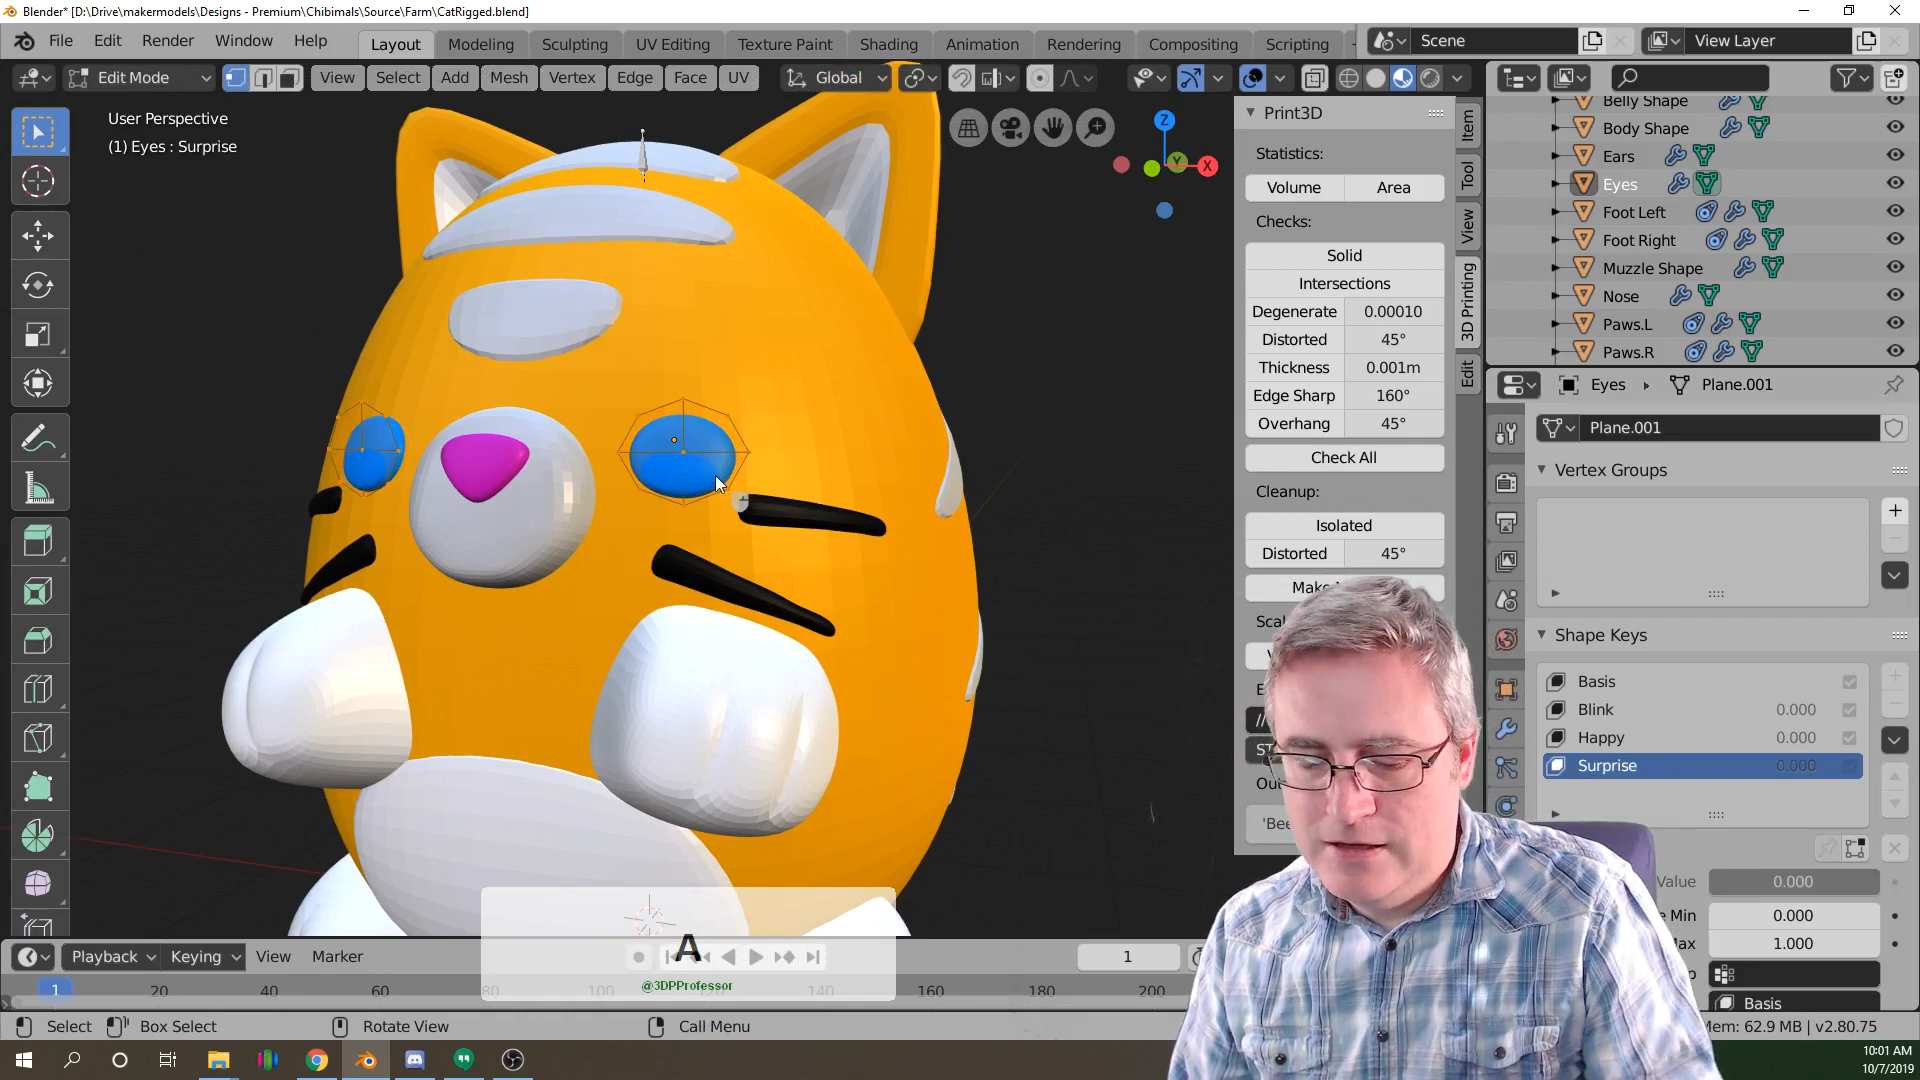 Blender* [D:\Drive\makermodels\Designs - Premium\Chibimals\Source\Farm\CatRigged.blend]
File Edit Render Window Help Layout Modeling Sculpting UV Editing Texture Paint Shading Animation Rendering Compositing Scripting Scene View Layer
Edit Mode View Select Add Mesh Vertex Edge Face UV Global
User Perspective
(1) Eyes : Surprise
Z
Y
X
Print3D
Statistics:
Volume Area
Checks:
Solid
Intersections
Degenerate 0.00010
Distorted 45°
Thickness 0.001m
Edge Sharp 160°
Overhang 45°
Check All
Cleanup:
Isolated
Distorted 45°
Item
Tool
View
3D Printing
Edit
Belly Shape
Body Shape
Ears
Eyes
Foot Left
Foot Right
Muzzle Shape
Nose
Paws.L
Paws.R
Eyes Plane.001
Plane.001
Vertex Groups
Shape Keys
Basis
Blink 0.000
Happy 0.000
Surprise 0.000
Value 0.000
Min 0.000
1.000
Basis
A
@3DPProfessor
Playback Keying View Marker 1
1 20 40 60 80 100 120 140 160 180 200
Select Box Select Rotate View Call Menu
Mem: 62.9 MB | v2.80.75
10:01 AM
10/7/2019